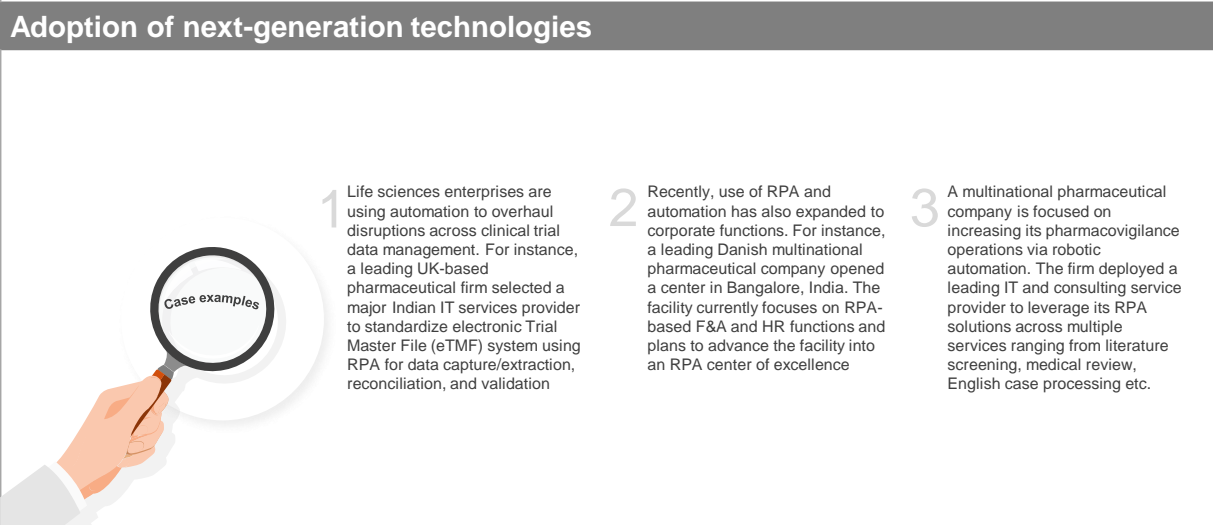 Adoption of next-generation technologies
Case examples
1
Life sciences enterprises are
using automation to overhaul
disruptions across clinical trial
data management. For instance,
a leading UK-based
pharmaceutical firm selected a
major Indian IT services provider
to standardize electronic Trial
Master File (eTMF) system using
RPA for data capture/extraction,
reconciliation, and validation
2
Recently, use of RPA and
automation has also expanded to
corporate functions. For instance,
a leading Danish multinational
pharmaceutical company opened
a center in Bangalore, India. The
facility currently focuses on RPA-
based F&A and HR functions and
plans to advance the facility into
an RPA center of excellence
3
A multinational pharmaceutical
company is focused on
increasing its pharmacovigilance
operations via robotic
automation. The firm deployed a
leading IT and consulting service
provider to leverage its RPA
solutions across multiple
services ranging from literature
screening, medical review,
English case processing etc.